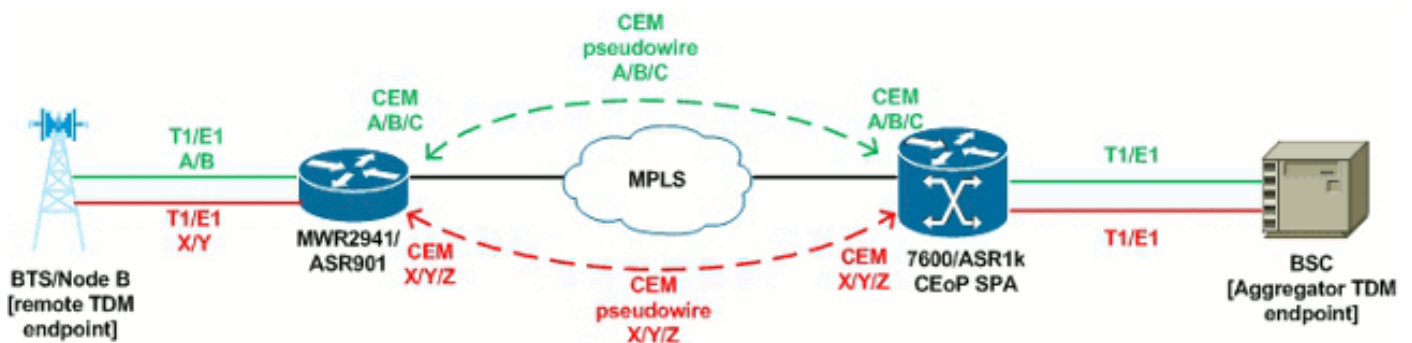 CEM
pseudowire
A/B/C
CEM
A/B/C
CEM
A/B/C
T1/E1
A/B
T1/E1
MPLS
T1/E1
X/Y
MWR2941/
ASR901
CEM
X/Y/Z
CEM
pseudowire
X/Y/Z
CEM
X/Y/Z
7600/ASR1k
CEoP SPA
T1/E1
BTS/Node B
[remote TDM
endpoint]
BSC
[Aggregator TDM
endpoint]